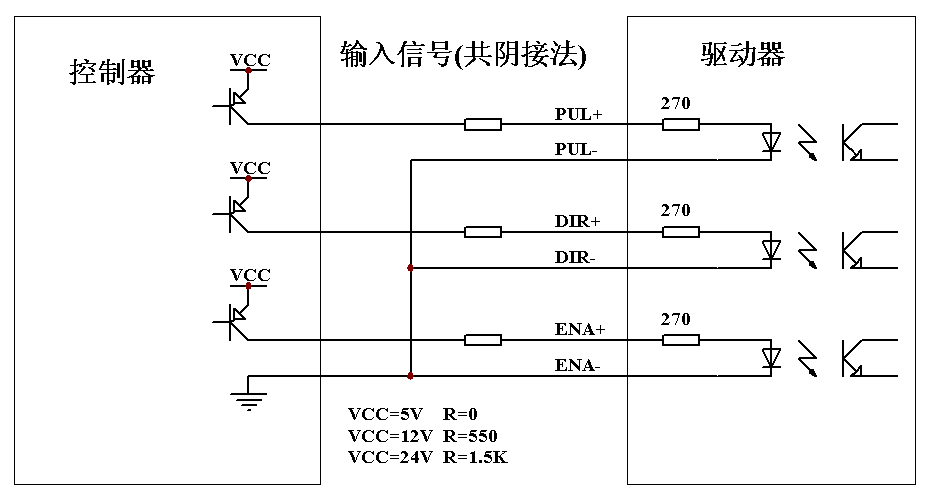 控制器
输入信号(共阴接法)
驱动器
VCC
PUL+
270
PUL-
VCC
DIR+
270
DIR-
VCC
ENA+
270
ENA-
VCC=5V R=0
VCC=12V R=550
VCC=24V R=1.5K